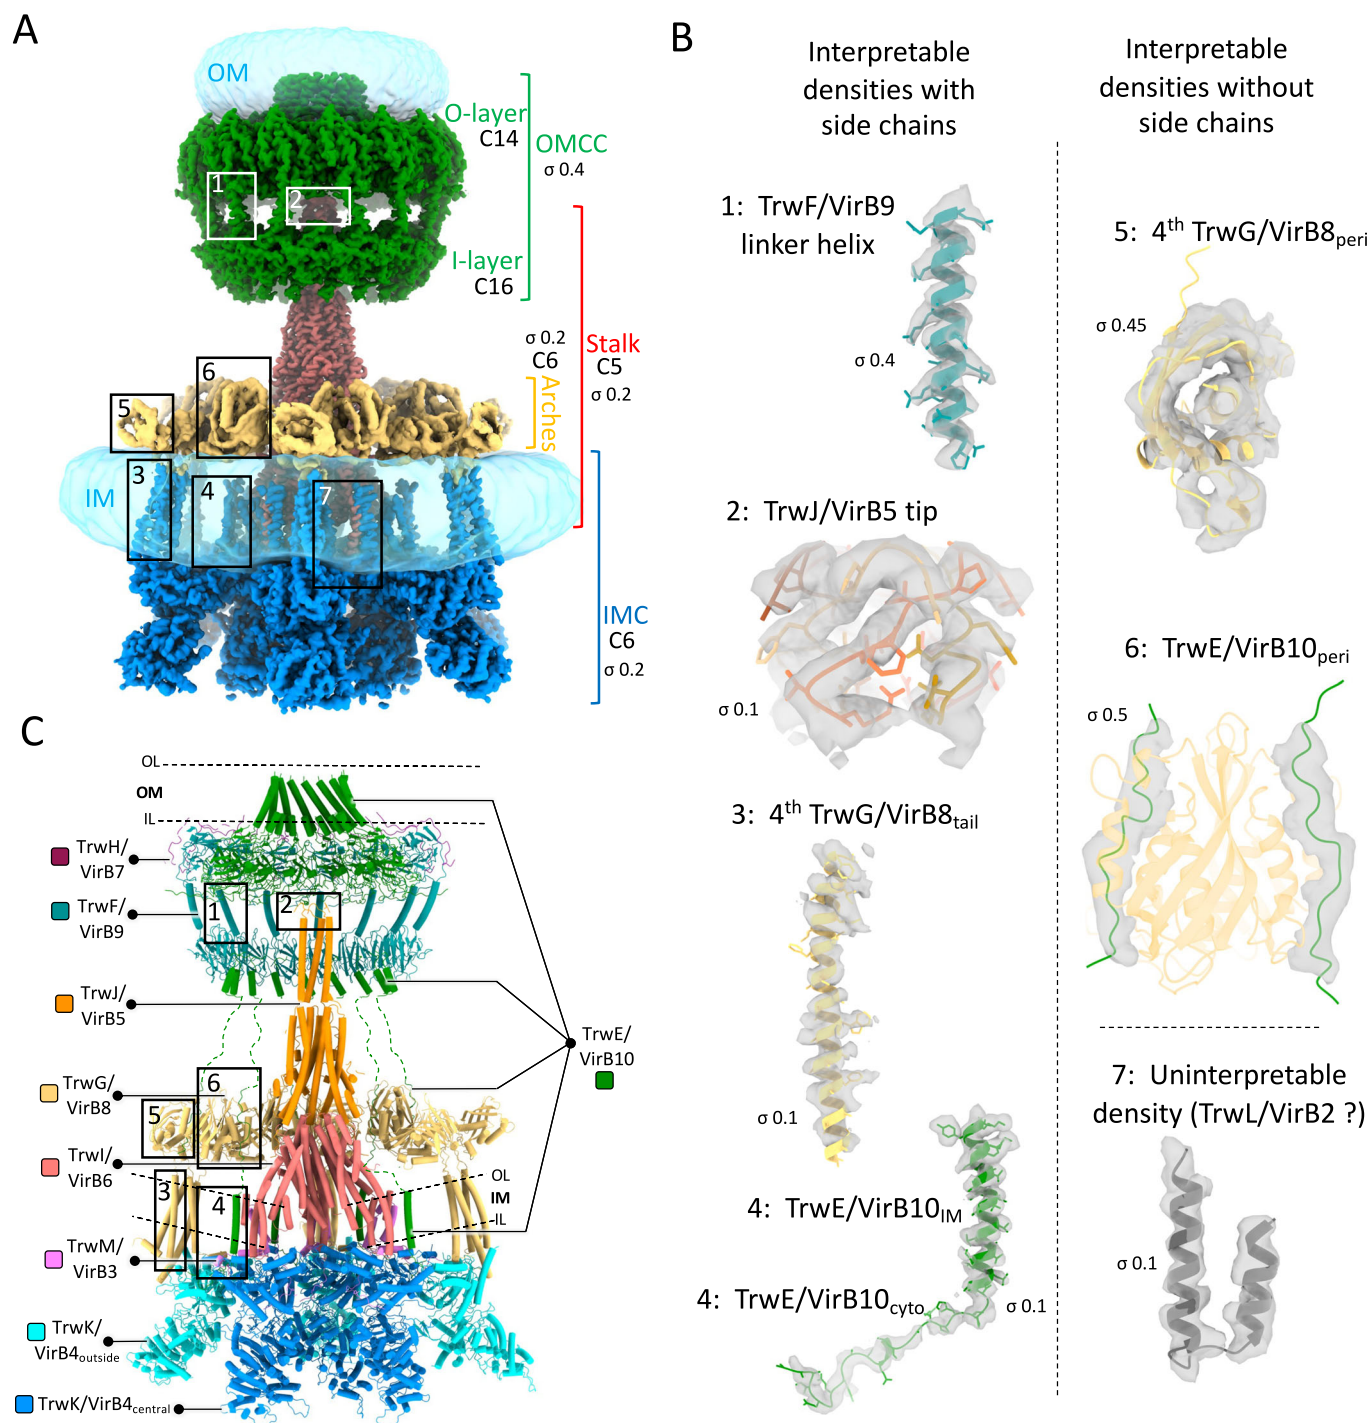 A
OM
O-layer
C14
OMCC
σ 0.4
1
2
I-layer
C16
σ 0.2
C6
Stalk
C5
σ 0.2
Arches
6
5
3
4
7
IM
IMC
C6
σ 0.2
B
Interpretable
densities with
side chains
Interpretable
densities without
side chains
1: TrwF/VirB9
linker helix
σ 0.4
2: TrwJ/VirB5 tip
σ 0.1
3: 4th TrwG/VirB8tail
σ 0.1
4: TrwE/VirB10IM
4: TrwE/VirB10cyto
σ 0.1
5: 4th TrwG/VirB8peri
σ 0.45
6: TrwE/VirB10peri
σ 0.5
7: Uninterpretable
density (TrwL/VirB2 ?)
σ 0.1
C
OL
OM
IL
TrwH/
VirB7
TrwF/
VirB9
1
2
TrwJ/
VirB5
TrwE/
VirB10
TrwG/
VirB8
6
5
TrwI/
VirB6
3
4
OL
IM
IL
TrwM/
VirB3
TrwK/
VirB4outside
TrwK/VirB4central